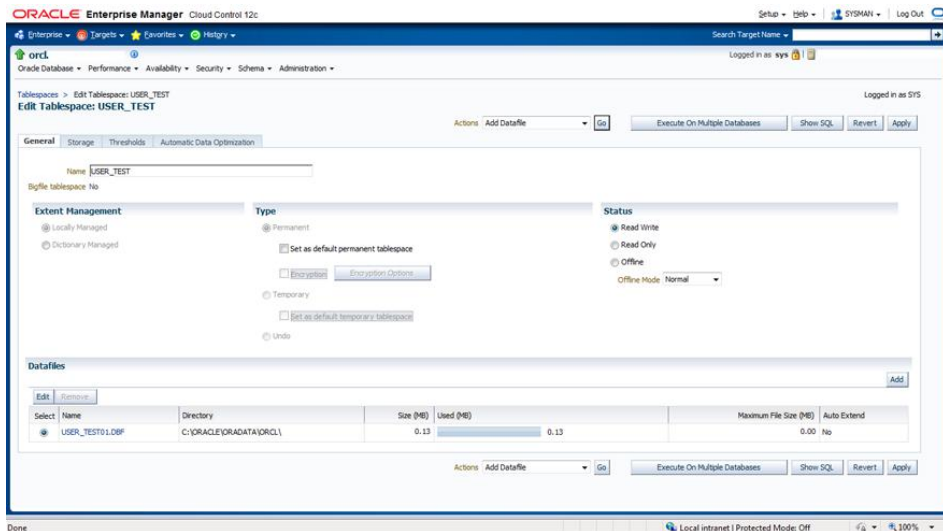 ORACLE Enterprise Manager Cloud Control 12c
Setup Help SYSMAN Log Out
Enterprise Targets Favorites History
Search Target Name
orcl.
Logged in as sys
Oracle Database Performance Availability Security Schema Administration
Tablespaces > Edit Tablespace: USER_TEST
Logged in as SYS
Edit Tablespace: USER_TEST
Actions Add Datafile Go Execute On Multiple Databases Show SQL Revert Apply
General Storage Thresholds Automatic Data Optimization
Name USER_TEST
Bigfile tablespace No
Extent Management
Locally Managed
Dictionary Managed
Type
Permanent
Set as default permanent tablespace
Encryption Encryption Options
Temporary
Set as default temporary tablespace
Undo
Status
Read Write
Read Only
Offline
Offline Mode Normal
Datafiles
Add
Edit Remove
Select Name Directory Size (MB) Used (MB) Maximum File Size (MB) Auto Extend
USER_TEST01.DBF C:\ORACLE\ORADATA\ORCL\ 0.13 0.13 0.00 No
Actions Add Datafile Go Execute On Multiple Databases Show SQL Revert Apply
Done
Local intranet | Protected Mode: Off
100%